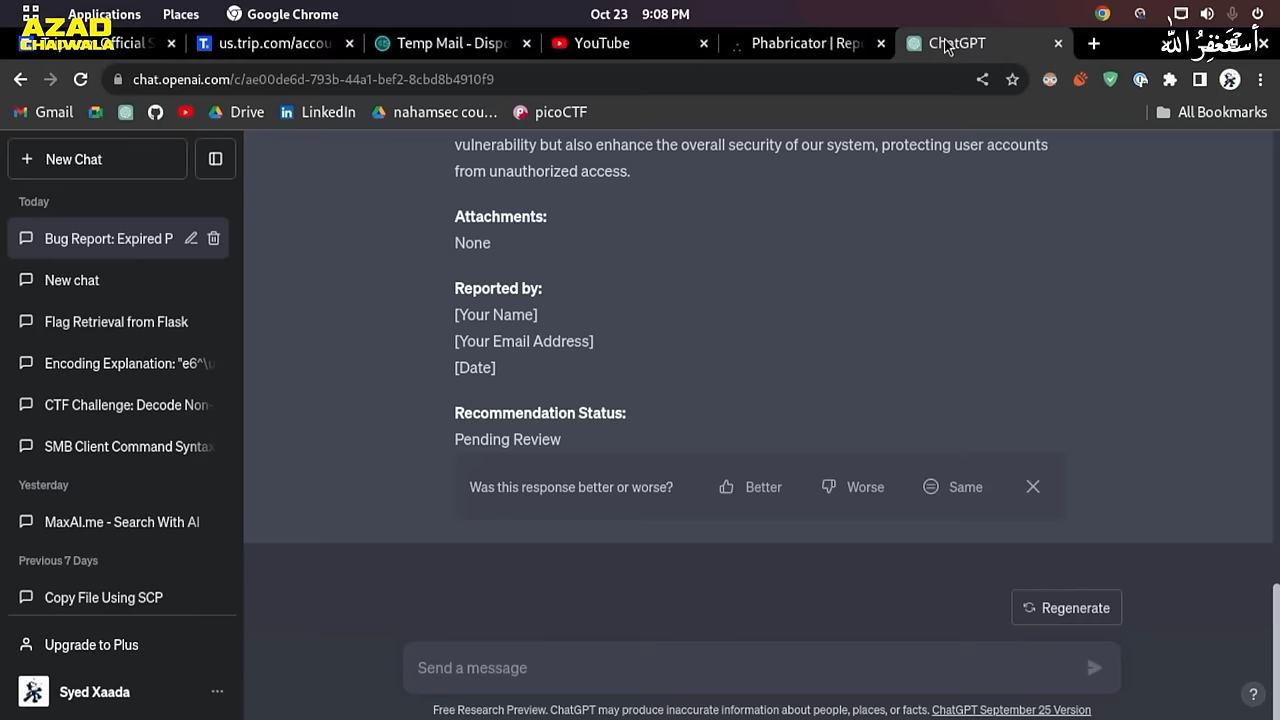 Applications Places Google Chrome Oct 23 9:08 PM
AZAD
CHAIWALA
أستغفر الله
Official S us.trip.com/accou Temp Mail - Dispo YouTube Phabricator | Rep ChatGPT
chat.openai.com/c/ae00de6d-793b-44a1-bef2-8cbd8b4910f9
Gmail Drive LinkedIn nahamsec cou... picoCTF All Bookmarks
New Chat
Today
Bug Report: Expired P
New chat
Flag Retrieval from Flask
Encoding Explanation: "e6^\u
CTF Challenge: Decode Non-
SMB Client Command Syntax
Yesterday
MaxAI.me - Search With AI
Previous 7 Days
Copy File Using SCP
Upgrade to Plus
Syed Xaada
vulnerability but also enhance the overall security of our system, protecting user accounts
from unauthorized access.
Attachments:
None
Reported by:
[Your Name]
[Your Email Address]
[Date]
Recommendation Status:
Pending Review
Was this response better or worse? Better Worse Same
Regenerate
Send a message
Free Research Preview. ChatGPT may produce inaccurate information about people, places, or facts. ChatGPT September 25 Version
?